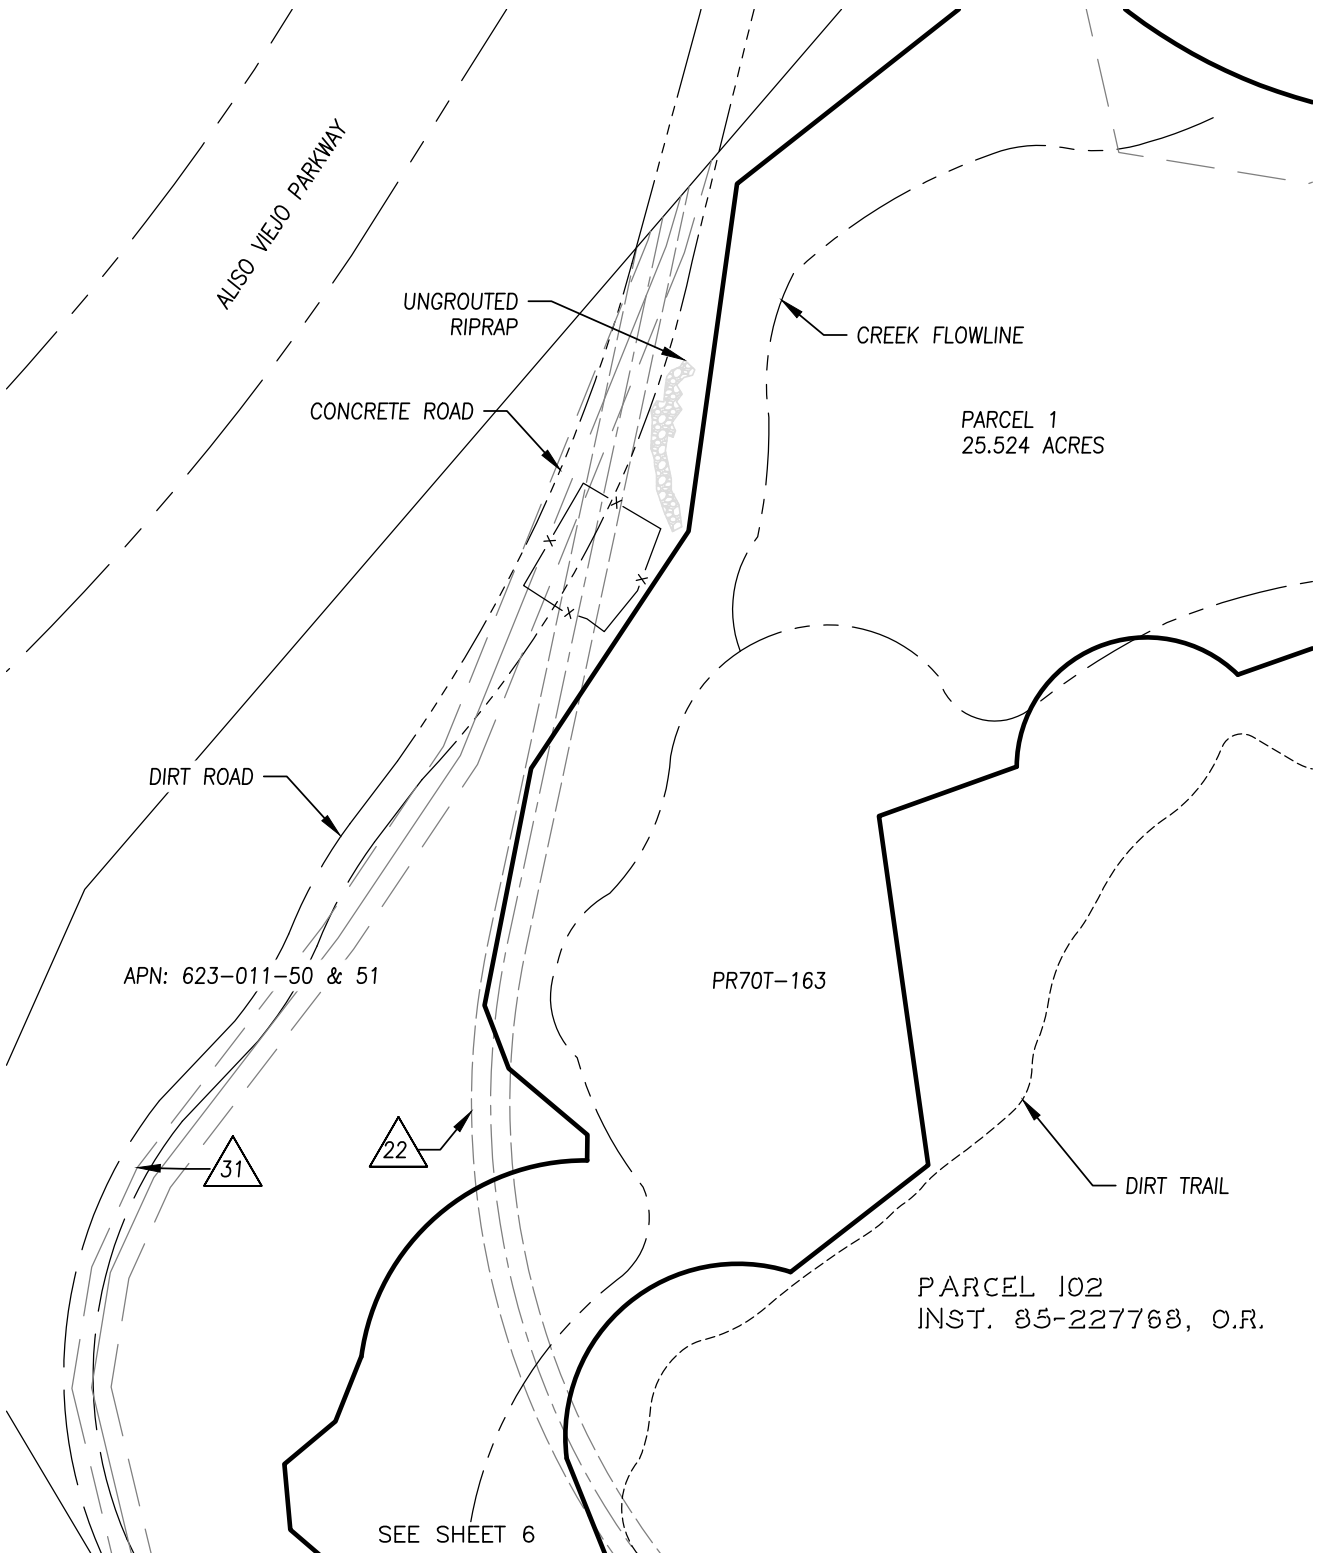 ALISO VIEJO PARKWAY
UNGROUTED
RIPRAP
CREEK FLOWLINE
CONCRETE ROAD
PARCEL 1
25.524 ACRES
X
X
X
X
DIRT ROAD
APN: 623-011-50 & 51
PR70T-163
22
31
DIRT TRAIL
PARCEL 102
INST. 85-227768, O.R.
SEE SHEET 6